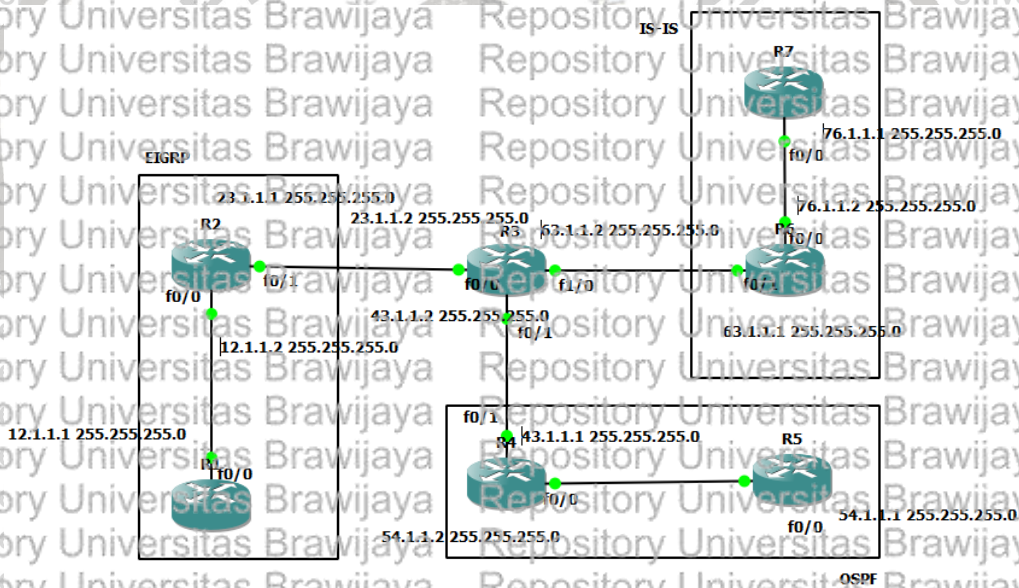 IS-IS
R7
76.1.1.1 255.255.255.0
f0/0
EIGRP
23.1.1.1 255.255.255.0
76.1.1.2 255.255.255.0
R2
23.1.1.2 255.255.255.0
R3
63.1.1.2 255.255.255.0
R6
f0/0
f0/1
f0/0
f1/0
f0/1
f0/0
43.1.1.2 255.255.255.0
f0/1
63.1.1.1 255.255.255.0
12.1.1.2 255.255.255.0
f0/1
12.1.1.1 255.255.255.0
R4
43.1.1.1 255.255.255.0
R5
R1
f0/0
f0/0
54.1.1.1 255.255.255.0
f0/0
54.1.1.2 255.255.255.0
OSPF
Repository Universitas Brawijaya